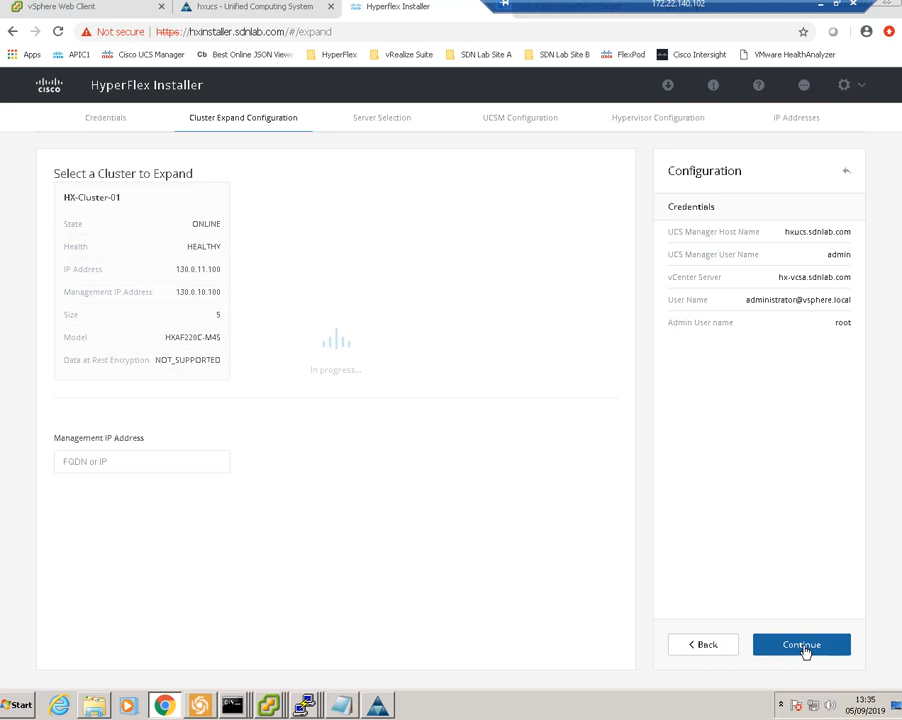 vSphere Web Client
hxucs - Unified Computing System
Hyperflex Installer
172.22.140.102
Not secure
https://hxinstaller.sdnlab.com/#/expand
Apps
APIC1
Cisco UCS Manager
Cb Best Online JSON View
HyperFlex
vRealize Suite
SDN Lab Site A
SDN Lab Site B
FlexPod
Cisco Intersight
VMware HealthAnalyzer
CISCO
HyperFlex Installer
Credentials
Cluster Expand Configuration
Server Selection
UCSM Configuration
Hypervisor Configuration
IP Addresses
Select a Cluster to Expand
HX-Cluster-01
State ONLINE
Health HEALTHY
IP Address 130.0.11.100
Management IP Address 130.0.10.100
Size 5
Model HXAF220C-M4S
Data at Rest Encryption NOT_SUPPORTED
In progress...
Management IP Address
FQDN or IP
Configuration
Credentials
UCS Manager Host Name hxucs.sdnlab.com
UCS Manager User Name admin
vCenter Server hx-vcsa.sdnlab.com
User Name administrator@vsphere.local
Admin User name root
Back
Continue
Start
13:35
05/09/2019